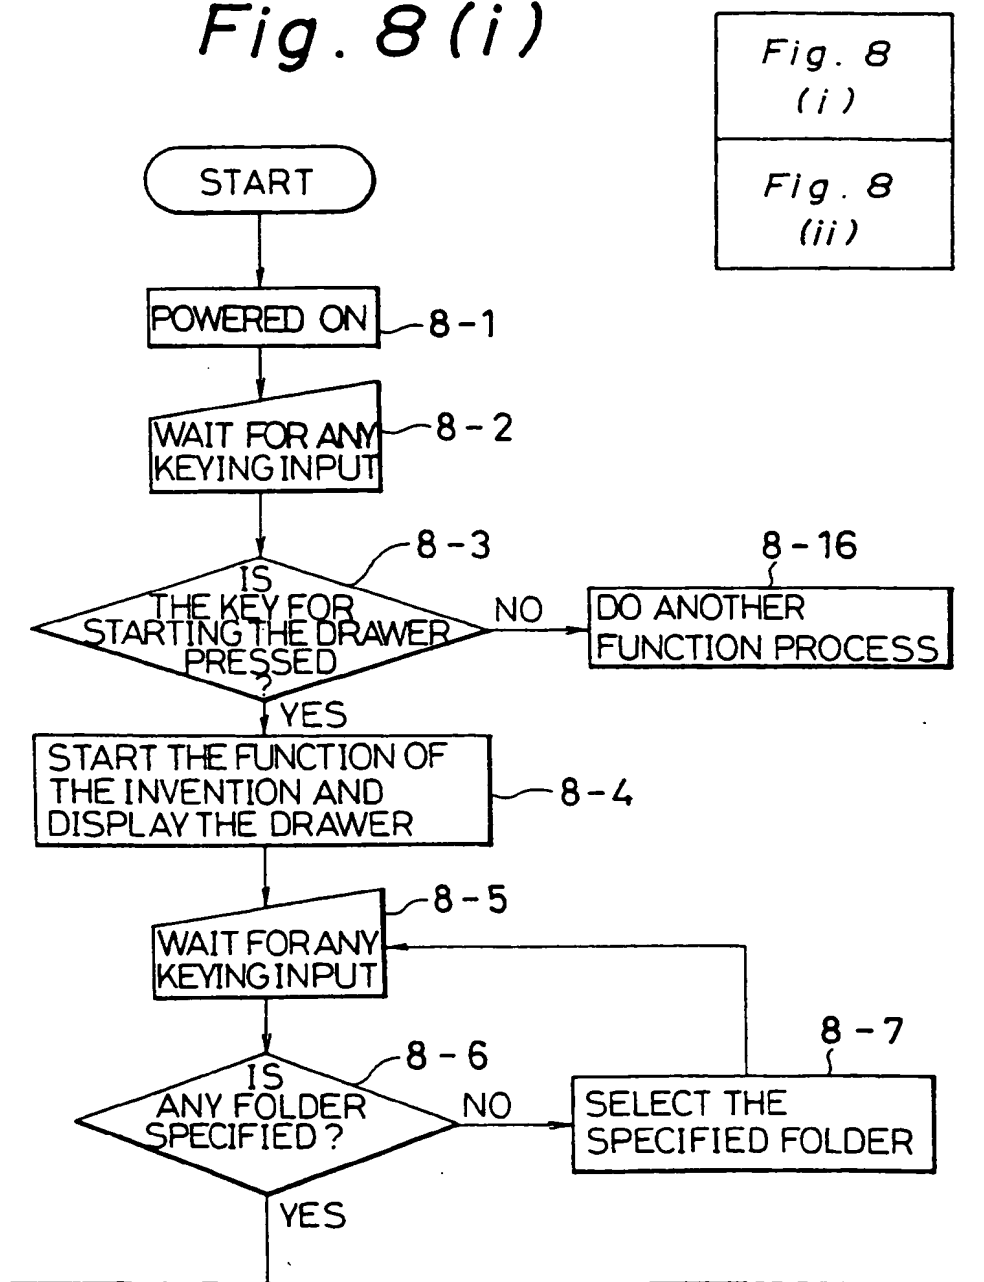 Fig. 8 (i)
Fig. 8
(i)
Fig. 8
(ii)
START
POWERED ON
8-1
WAIT FOR ANY
KEYING INPUT
8-2
8-3
IS
THE KEY FOR
STARTING THE DRAWER
PRESSED
?
NO
8-16
DO ANOTHER
FUNCTION PROCESS
YES
START THE FUNCTION OF
THE INVENTION AND
DISPLAY THE DRAWER
8-4
8-5
WAIT FOR ANY
KEYING INPUT
8-6
IS
ANY FOLDER
SPECIFIED?
NO
8-7
SELECT THE
SPECIFIED FOLDER
YES